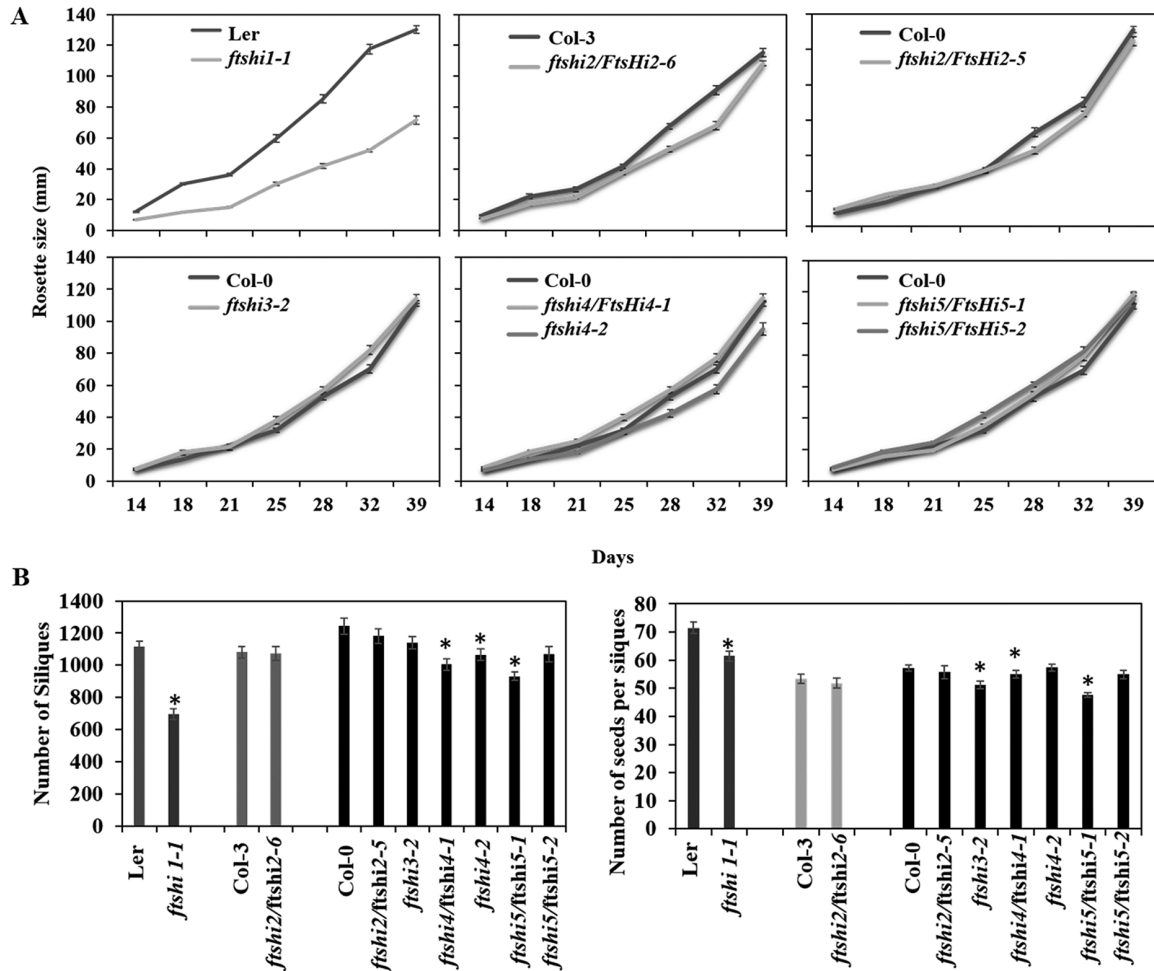 A
Rosette size (mm)
140
120
100
80
60
40
20
0
Ler
ftshi1-1
Col-3
ftshi2/FtsHi2-6
Col-0
ftshi2/FtsHi2-5
140
120
100
80
60
40
20
0
Col-0
ftshi3-2
Col-0
ftshi4/FtsHi4-1
ftshi4-2
Col-0
ftshi5/FtsHi5-1
ftshi5/FtsHi5-2
14 18 21 25 28 32 39
14 18 21 25 28 32 39
14 18 21 25 28 32 39
Days
B
Number of Siliques
1400
1200
1000
800
600
400
200
0
* * * *
Ler
ftshi 1-1
Col-3
ftshi2/ftshi2-6
Col-0
ftshi2/ftshi2-5
ftshi3-2
ftshi4/ftshi4-1
ftshi4-2
ftshi5/ftshi5-1
ftshi5/ftshi5-2
Number of seeds per siiques
80
70
60
50
40
30
20
10
0
* * * *
Ler
ftshi 1-1
Col-3
ftshi2/ftshi2-6
Col-0
ftshi2/ftshi2-5
ftshi3-2
ftshi4/ftshi4-1
ftshi4-2
ftshi5/ftshi5-1
ftshi5/ftshi5-2